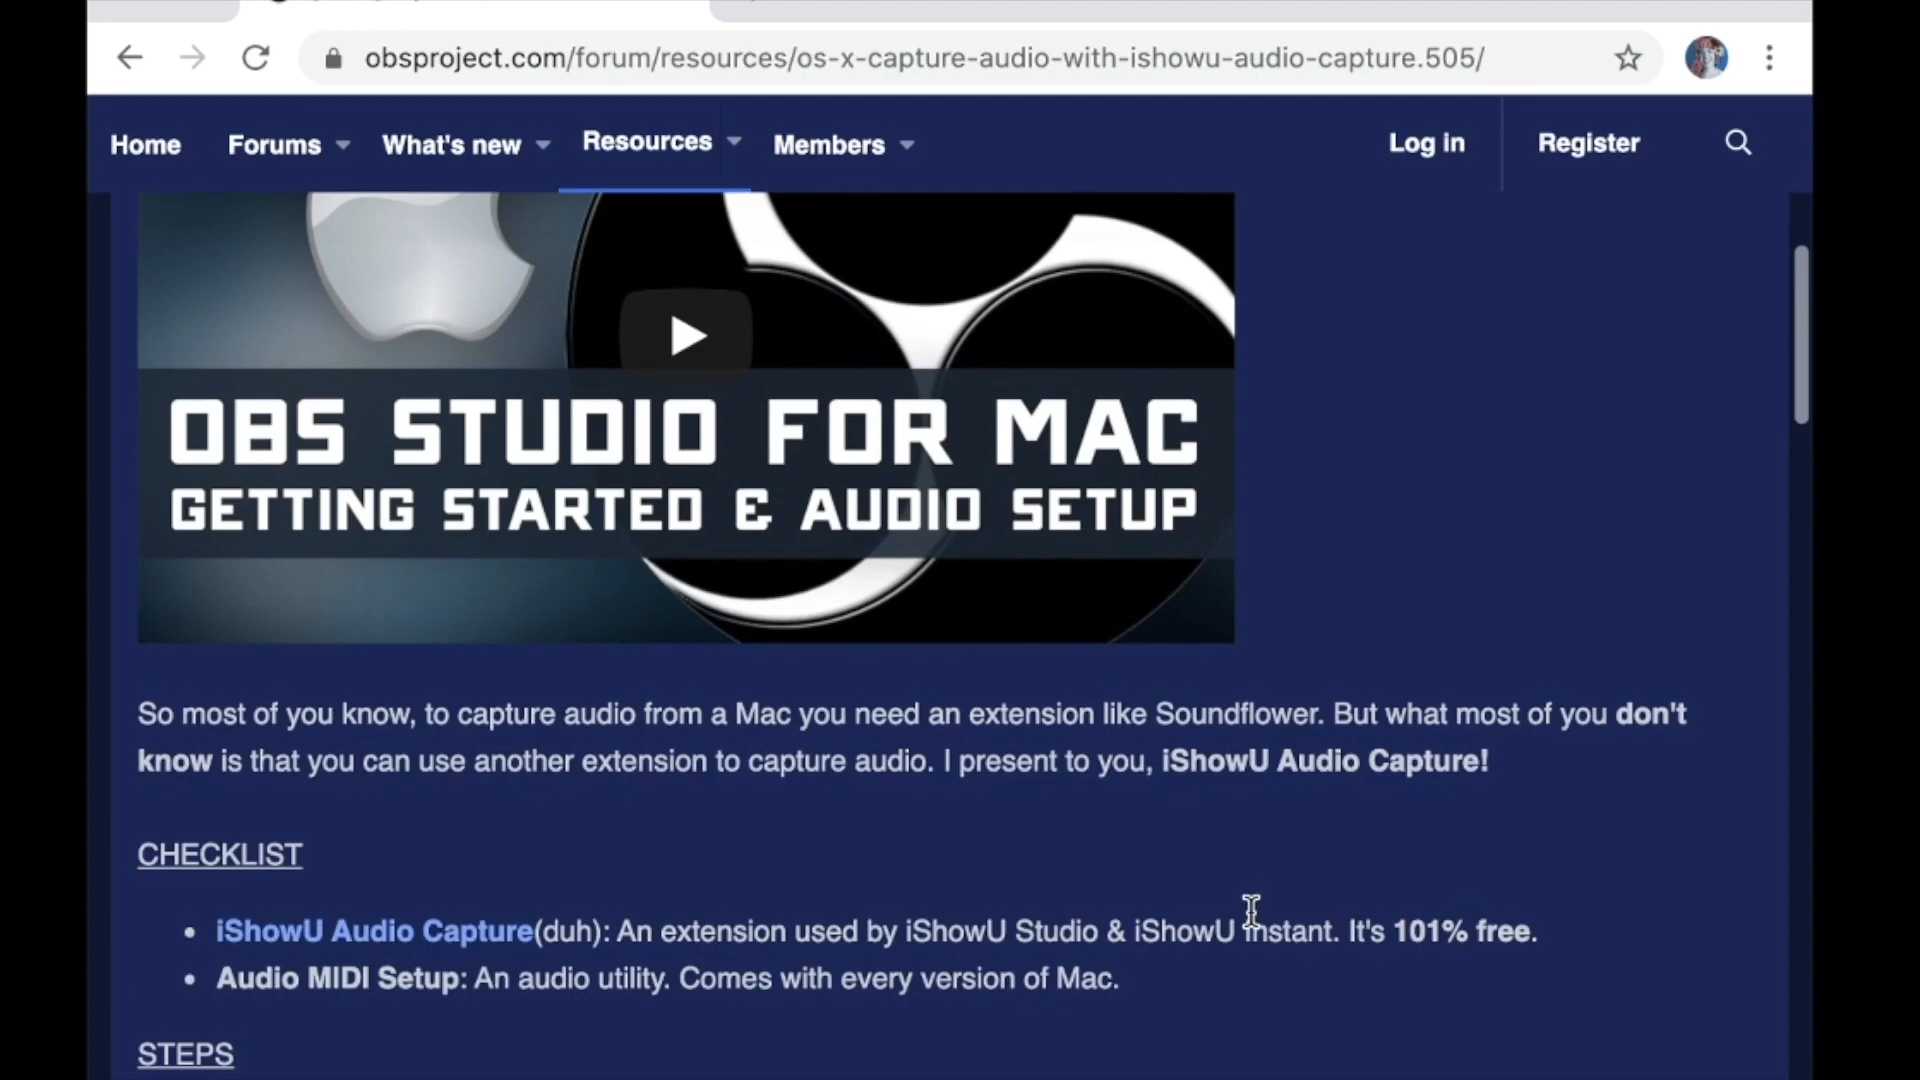 obsproject.com/forum/resources/os-x-capture-audio-with-ishowu-audio-capture.505/
Home Forums What's new Resources Members Log in Register
OBS STUDIO FOR MAC
GETTING STARTED & AUDIO SETUP
So most of you know, to capture audio from a Mac you need an extension like Soundflower. But what most of you don't
know is that you can use another extension to capture audio. I present to you, iShowU Audio Capture!
CHECKLIST
• iShowU Audio Capture(duh): An extension used by iShowU Studio & iShowU Instant. It's 101% free.
• Audio MIDI Setup: An audio utility. Comes with every version of Mac.
STEPS